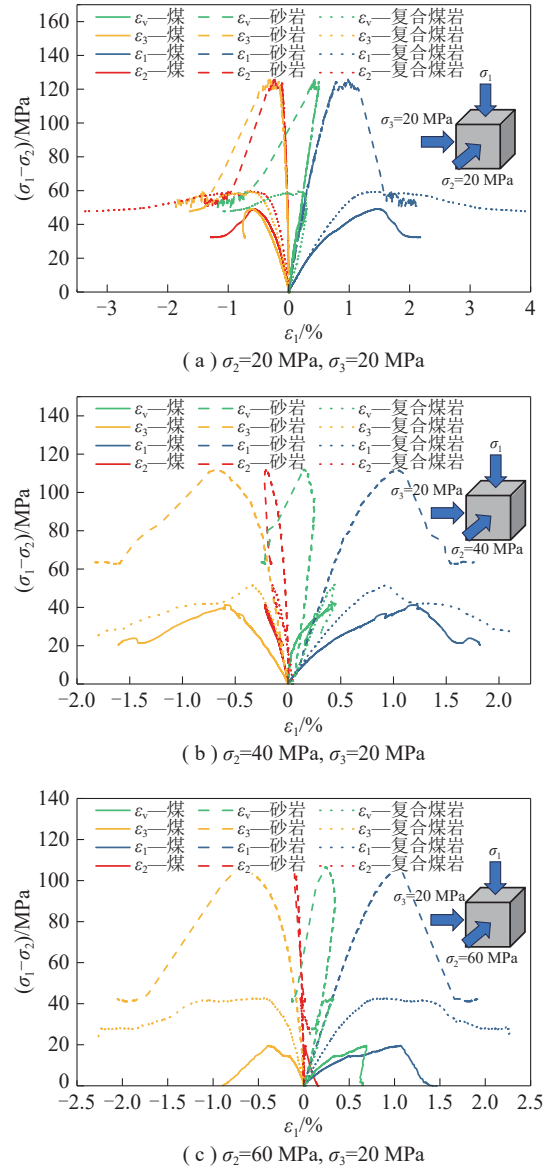 160
140
120
100
80
60
40
20
0
(σ₁−σ₂)/MPa
εᵥ—煤 εᵥ—砂岩 εᵥ—复合煤岩
ε₃—煤 ε₃—砂岩 ε₃—复合煤岩
ε₁—煤 ε₁—砂岩 ε₁—复合煤岩
ε₂—煤 ε₂—砂岩 ε₂—复合煤岩
σ₁
σ₃=20 MPa
σ₂=20 MPa
−3 −2 −1 0 1 2 3 4
ε₁/%
( a ) σ₂=20 MPa, σ₃=20 MPa
140
120
100
80
60
40
20
0
(σ₁−σ₂)/MPa
εᵥ—煤 εᵥ—砂岩 εᵥ—复合煤岩
ε₃—煤 ε₃—砂岩 ε₃—复合煤岩
ε₁—煤 ε₁—砂岩 ε₁—复合煤岩
ε₂—煤 ε₂—砂岩 ε₂—复合煤岩
σ₁
σ₃=20 MPa
σ₂=40 MPa
−2.0 −1.5 −1.0 −0.5 0 0.5 1.0 1.5 2.0
ε₁/%
( b ) σ₂=40 MPa, σ₃=20 MPa
140
120
100
80
60
40
20
0
(σ₁−σ₂)/MPa
εᵥ—煤 εᵥ—砂岩 εᵥ—复合煤岩
ε₃—煤 ε₃—砂岩 ε₃—复合煤岩
ε₁—煤 ε₁—砂岩 ε₁—复合煤岩
ε₂—煤 ε₂—砂岩 ε₂—复合煤岩
σ₁
σ₃=20 MPa
σ₂=60 MPa
−2.5 −2.0 −1.5 −1.0 −0.5 0 0.5 1.0 1.5 2.0 2.5
ε₁/%
( c ) σ₂=60 MPa, σ₃=20 MPa